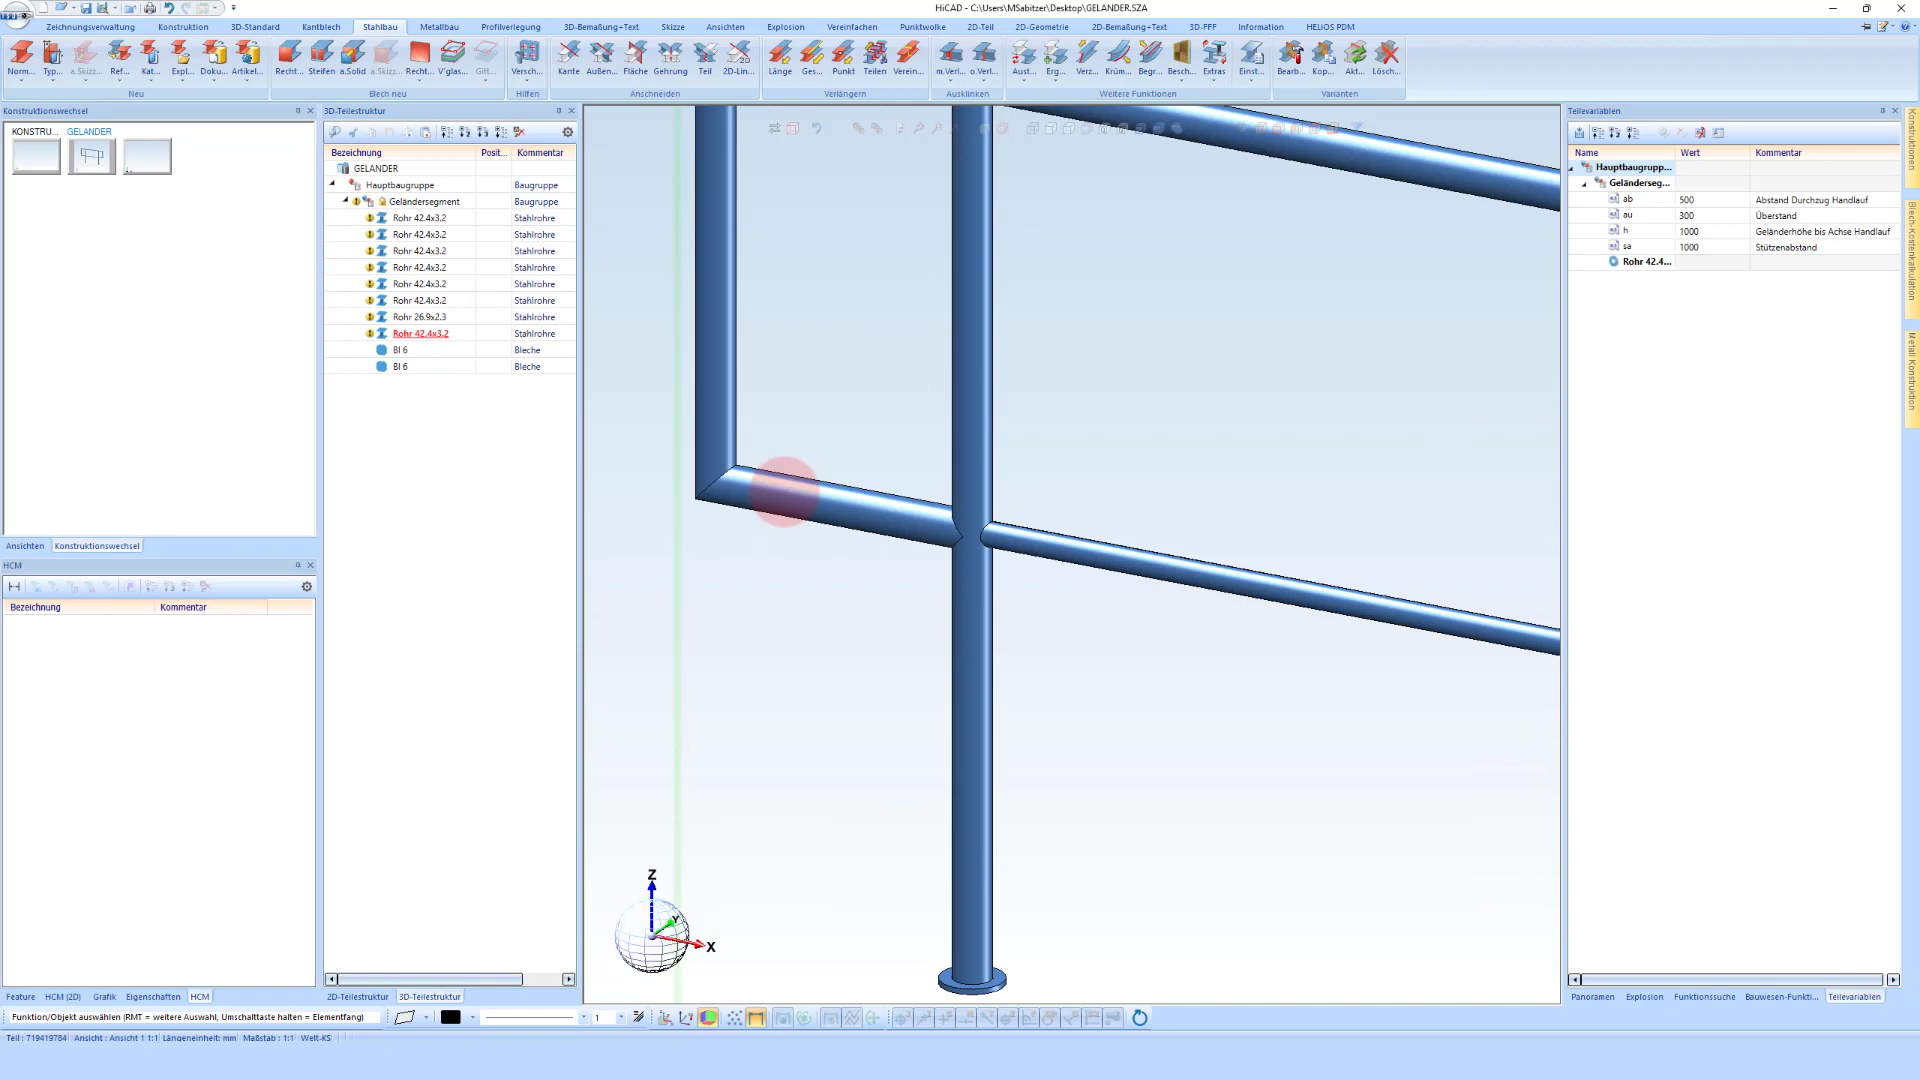 HiCAD - C:\Users\MSabitzer\Desktop\GELANDER.SZA
Zeichnungsverwaltung Konstruktion 3D-Standard Kantblech Stahlbau Metallbau Profilverlegung 3D-Bemaßung+Text Skizze Ansichten Explosion Vereinfachen Punktwolke 2D-Teil 2D-Geometrie 2D-Bemaßung+Text 3D-FFF Information HELiOS PDM
Norm... Typ... a.Skizz... Ref... Kat... Expl... Doku... Artikel... Recht... Steifen a.Solid a.Skizz... Recht... V'glas... Gitt... Versch... Kante Außen... Fläche Gehrung Teil 2D-Lin... Länge Ges... Punkt Teilen Verein... m.Verl... o.Verl... Aust... Erg... Verz... Krüm... Begr... Besch... Extras Einst... Bearb... Kop... Akt... Lösch...
Neu Blech neu Hilfen Anschneiden Verlängern Ausklinken Weitere Funktionen Varianten
Konstruktionswechsel
KONSTRU... GELANDER
Ansichten Konstruktionswechsel
HCM
Bezeichnung Kommentar
Feature HCM (2D) Grafik Eigenschaften HCM
3D-Teilestruktur
Bezeichnung Posit... Kommentar
GELANDER
Hauptbaugruppe Baugruppe
Geländersegment Baugruppe
Rohr 42.4x3.2 Stahlrohre
Rohr 42.4x3.2 Stahlrohre
Rohr 42.4x3.2 Stahlrohre
Rohr 42.4x3.2 Stahlrohre
Rohr 42.4x3.2 Stahlrohre
Rohr 42.4x3.2 Stahlrohre
Rohr 26.9x2.3 Stahlrohre
Rohr 42.4x3.2 Stahlrohre
Bl 6 Bleche
Bl 6 Bleche
2D-Teilestruktur 3D-Teilestruktur
Z
Y
X
Teilevariablen
Name Wert Kommentar
Hauptbaugrupp...
Geländerseg...
ab 500 Abstand Durchzug Handlauf
au 300 Überstand
h 1000 Geländerhöhe bis Achse Handlauf
sa 1000 Stützenabstand
Rohr 42.4...
Panoramen Explosion Funktionssuche Bauwesen-Funkti... Teilevariablen
Konstruktionen
Blech-Kostenkalkulation
Metall Konstruktion
Funktion/Objekt auswählen (RMT = weitere Auswahl, Umschalttaste halten = Elementfang) 1
Teil : 719419784 Ansicht : Ansicht 1 1:1 Längeneinheit: mm Maßstab : 1:1 Welt-KS